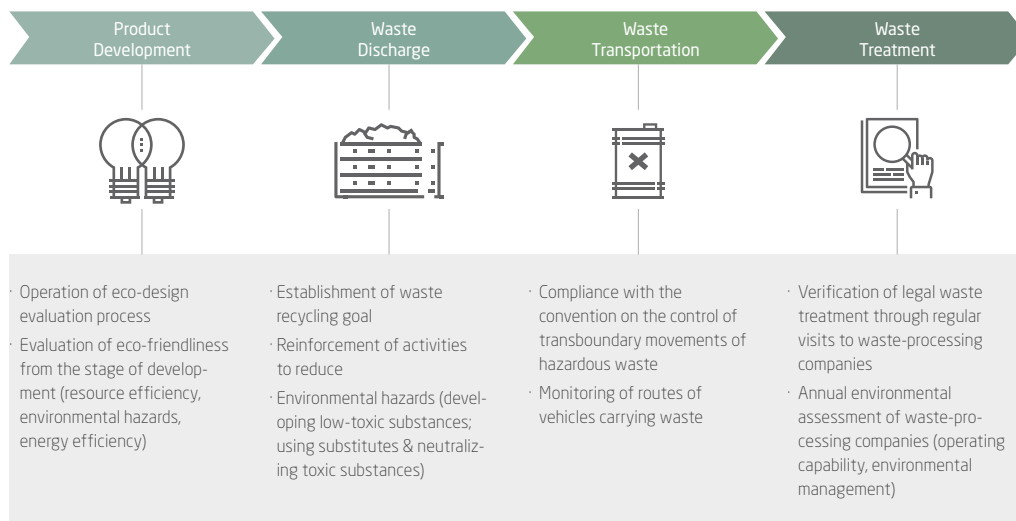 Product
Development
Waste
Discharge
Waste
Transportation
Waste
Treatment
· Operation of eco-design
evaluation process
· Evaluation of eco-friendliness
from the stage of develop-
ment (resource efficiency,
environmental hazards,
energy efficiency)
· Establishment of waste
recycling goal
· Reinforcement of activities
to reduce
· Environmental hazards (devel-
oping low-toxic substances;
using substitutes & neutraliz-
ing toxic substances)
· Compliance with the
convention on the control of
transboundary movements of
hazardous waste
· Monitoring of routes of
vehicles carrying waste
· Verification of legal waste
treatment through regular
visits to waste-processing
companies
· Annual environmental
assessment of waste-pro-
cessing companies (operating
capability, environmental
management)